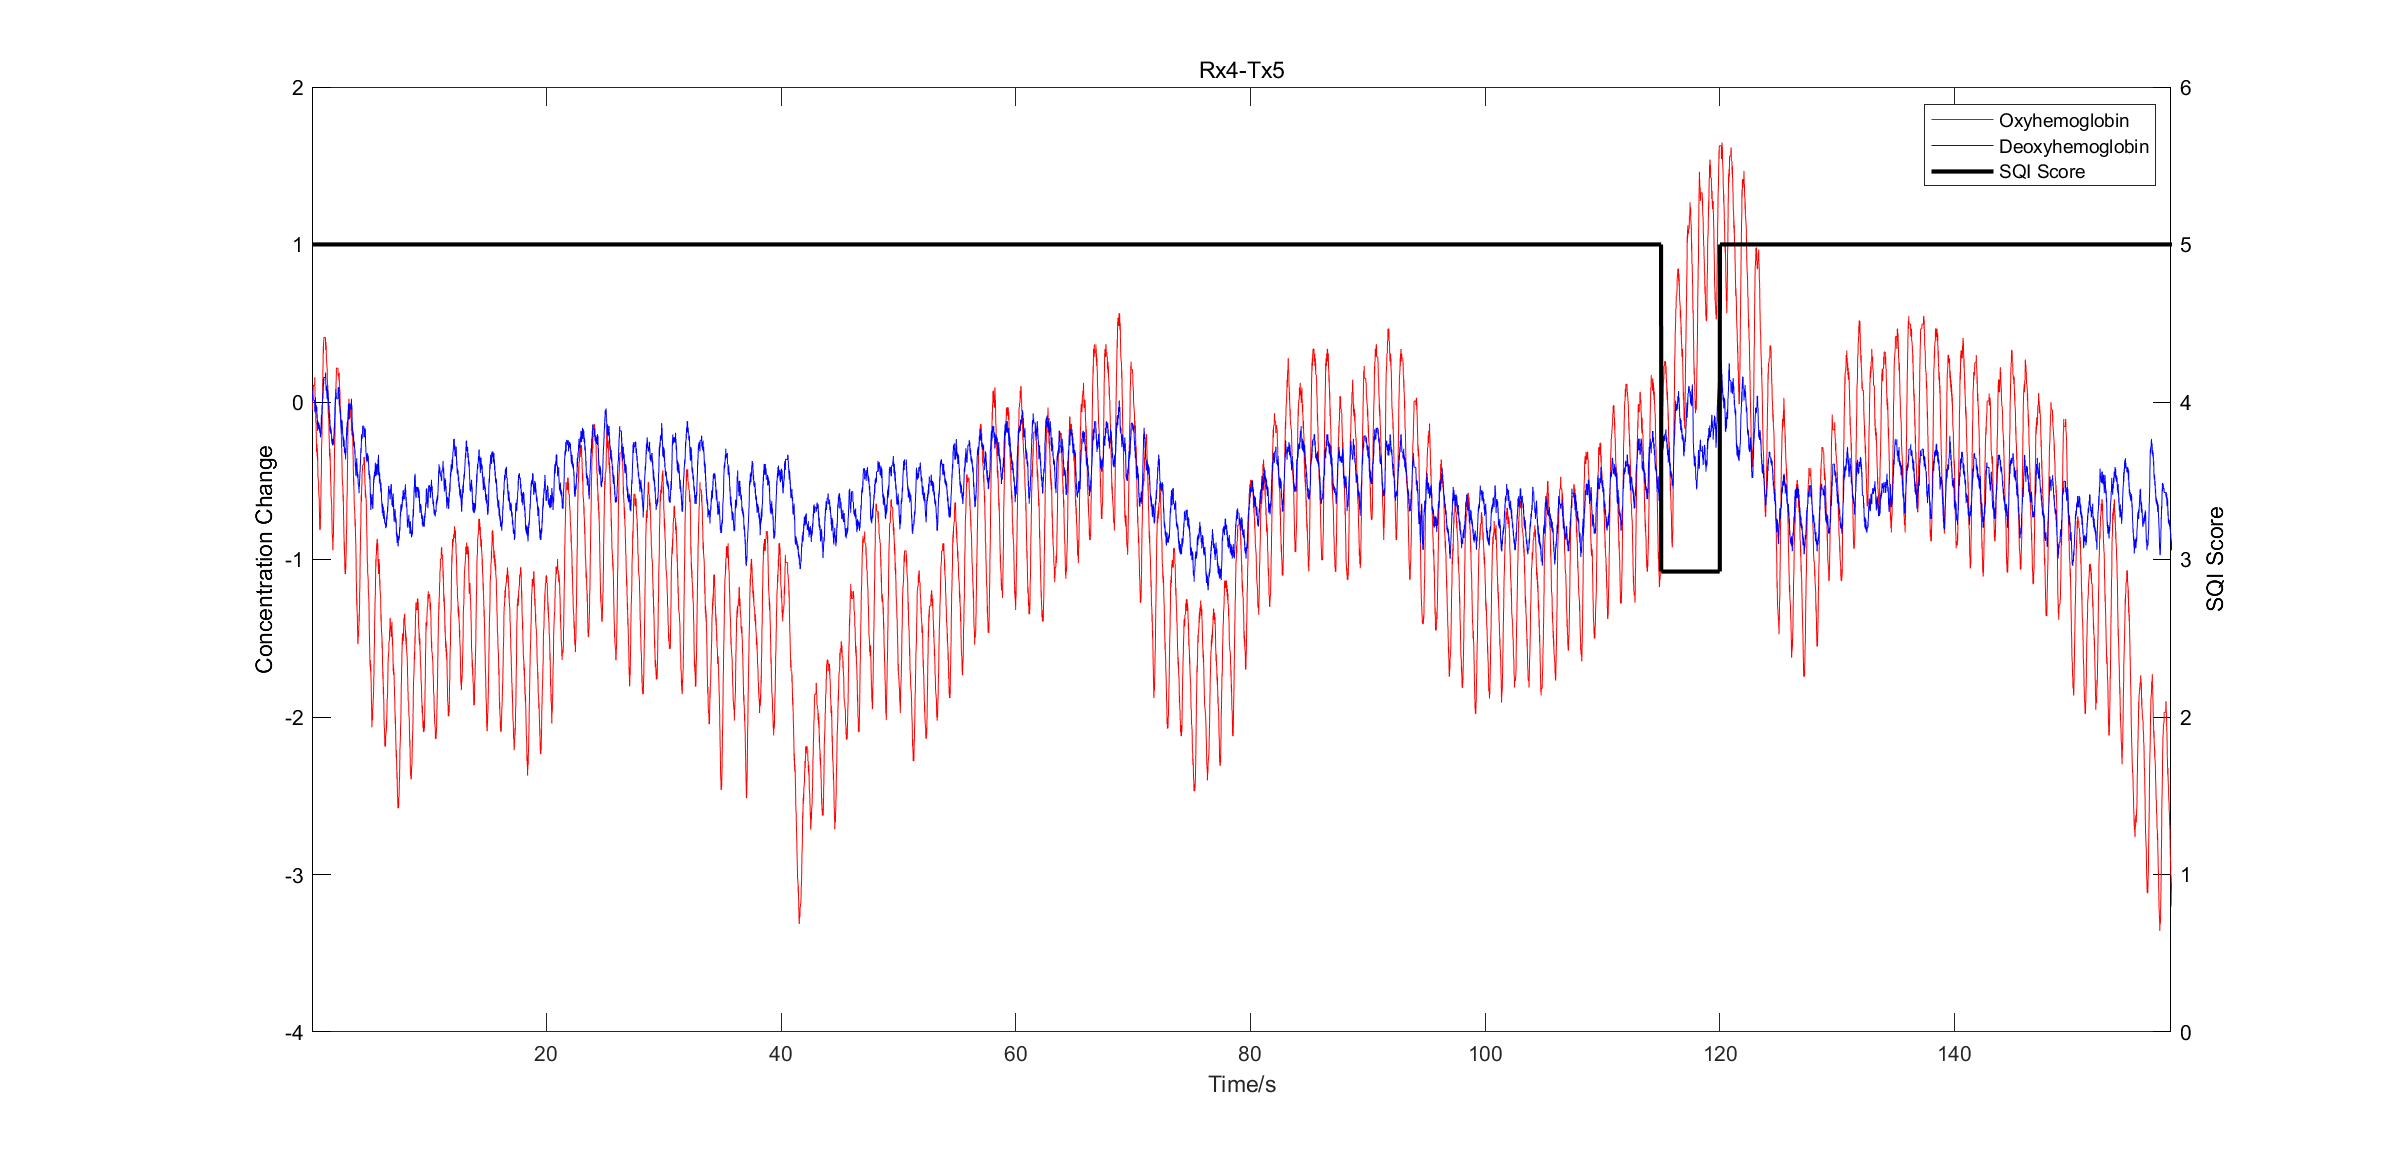 Rx4-Tx5
2
1
0
-1
-2
-3
-4
Concentration Change
6
5
4
3
2
1
0
SQI Score
Oxyhemoglobin
Deoxyhemoglobin
SQI Score
20 40 60 80 100 120 140
Time/s